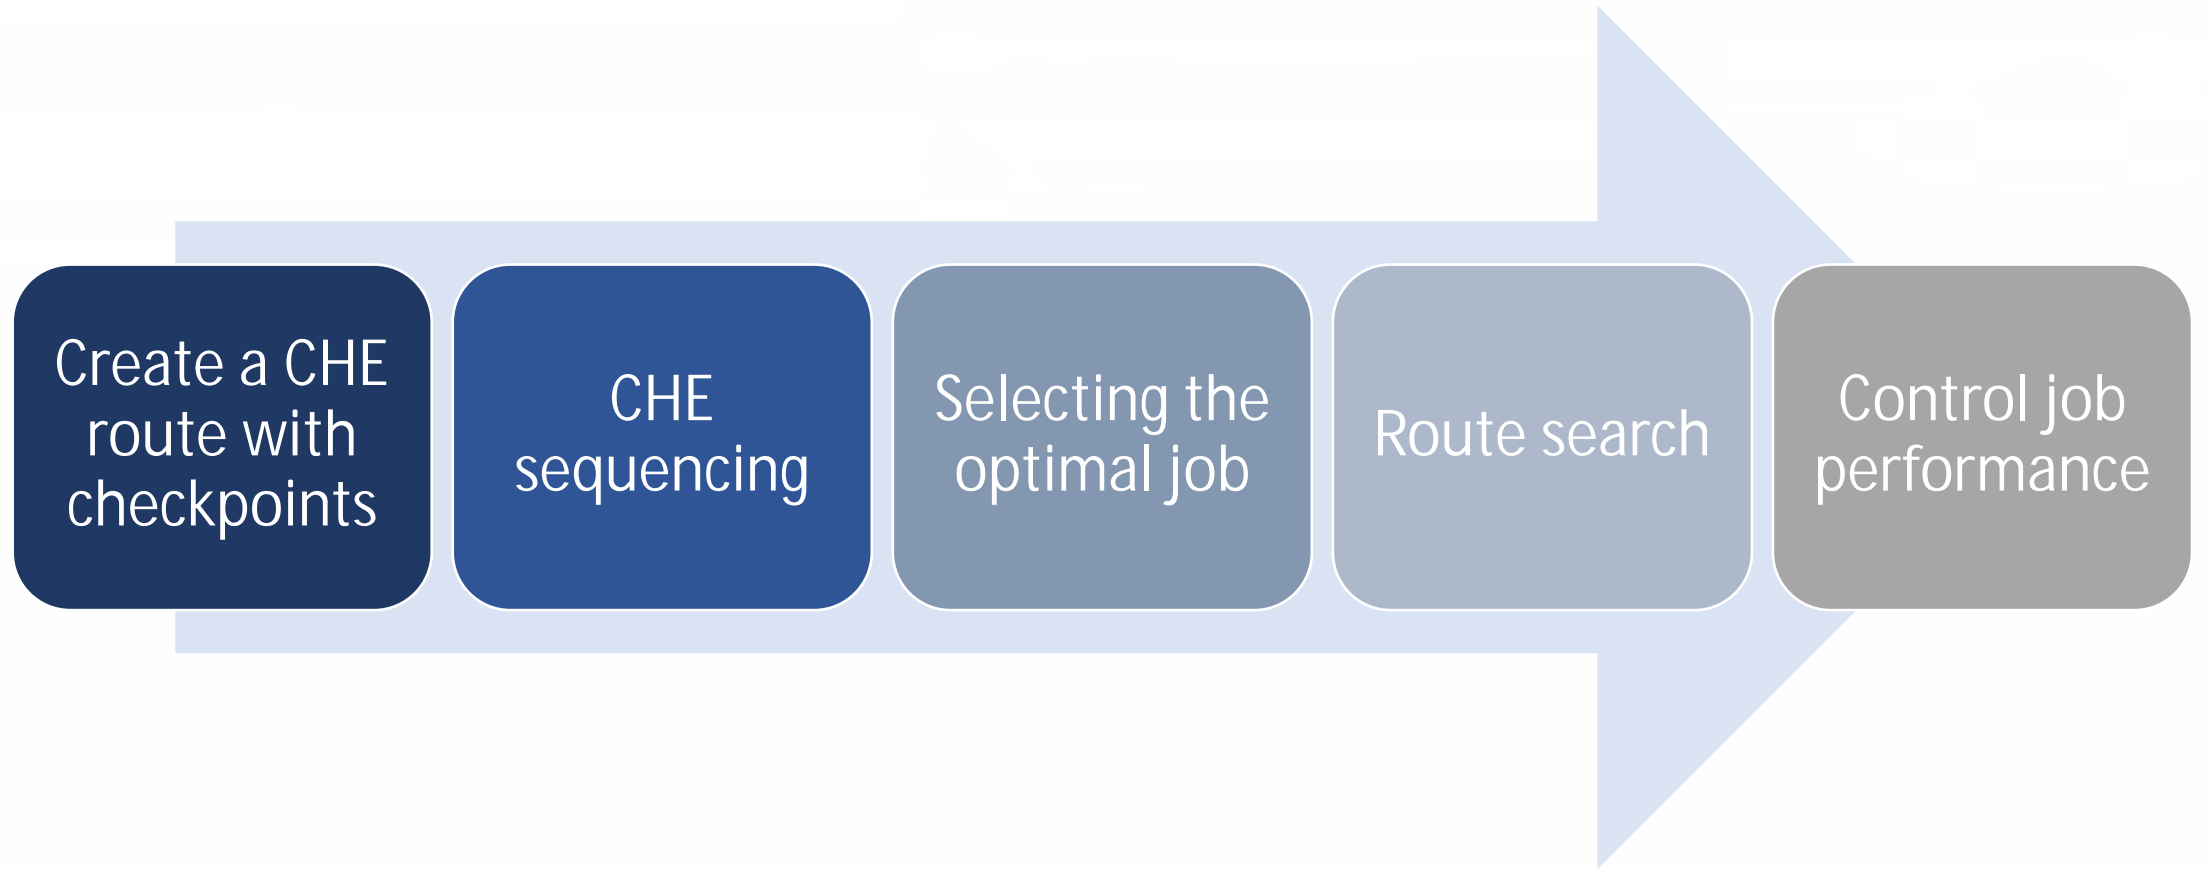 Create a CHE
route with
checkpoints
CHE
sequencing
Selecting the
optimal job
Route search
Control job
performance